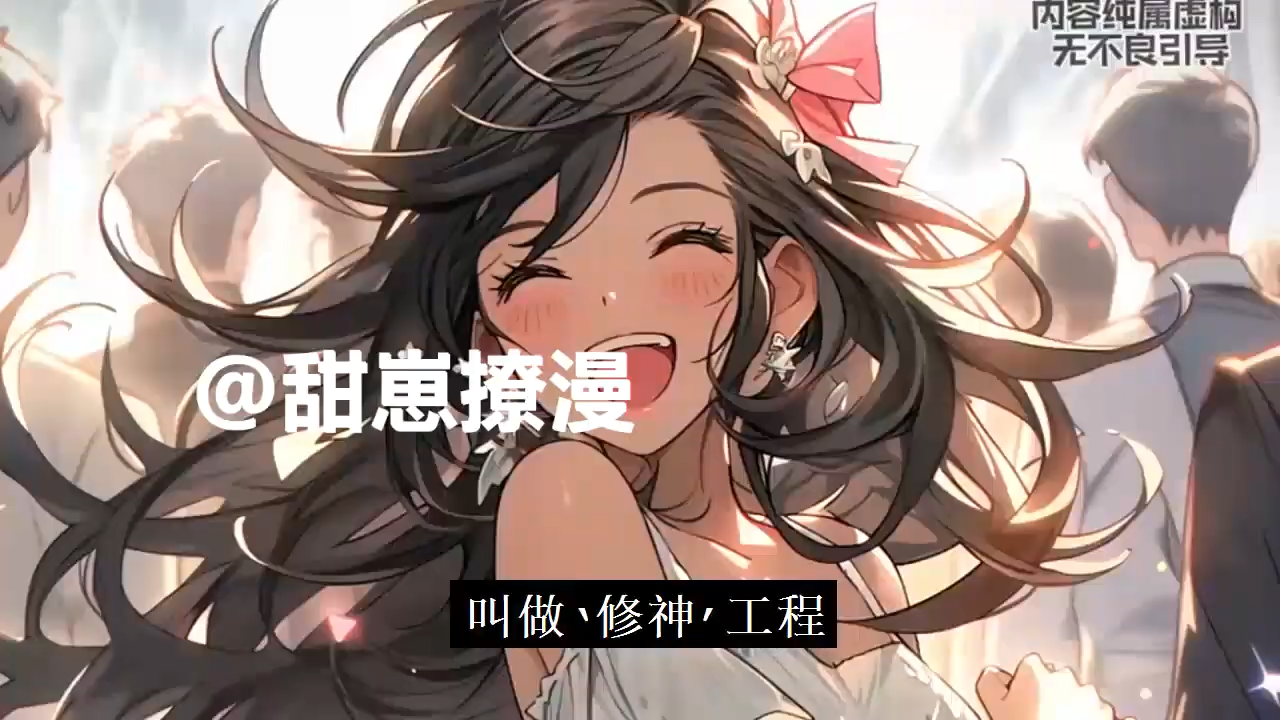 内容纯属虚构
无不良引导
@甜崽撩漫
叫做、修神，工程